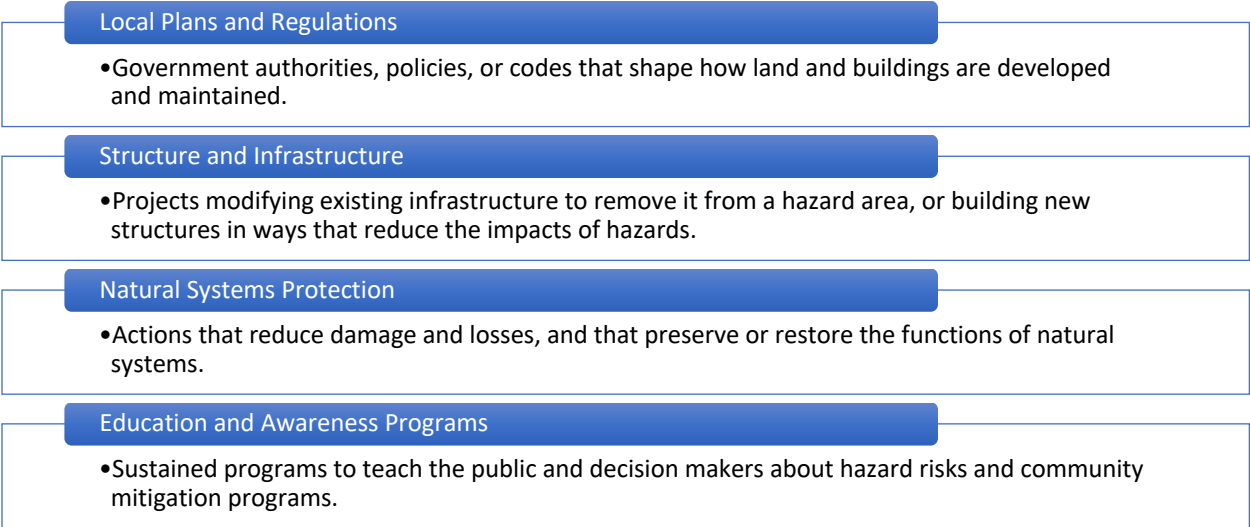 Local Plans and Regulations
•Government authorities, policies, or codes that shape how land and buildings are developed
and maintained.
Structure and Infrastructure
•Projects modifying existing infrastructure to remove it from a hazard area, or building new
structures in ways that reduce the impacts of hazards.
Natural Systems Protection
•Actions that reduce damage and losses, and that preserve or restore the functions of natural
systems.
Education and Awareness Programs
•Sustained programs to teach the public and decision makers about hazard risks and community
mitigation programs.